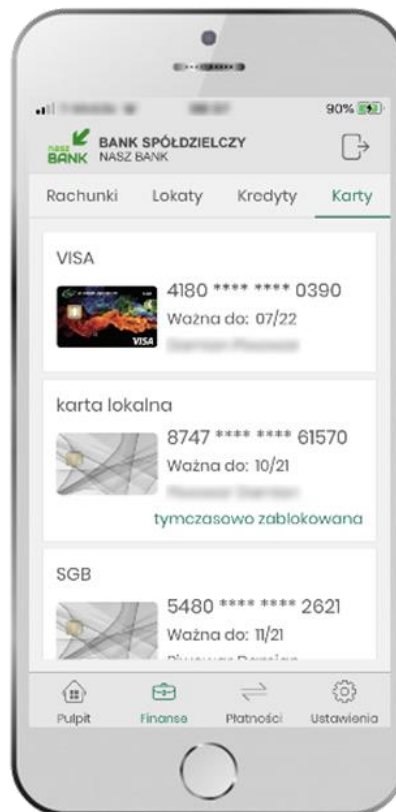 90%
nasz BANK
BANK SPÓŁDZIELCZY
NASZ BANK
Rachunki Lokaty Kredyty Karty
VISA
4180 **** **** 0390
Ważna do: 07/22
VISA
karta lokalna
8747 **** **** 61570
Ważna do: 10/21
tymczasowo zablokowana
SGB
5480 **** **** 2621
Ważna do: 11/21
Pulpit Finanse Płatności Ustawienia